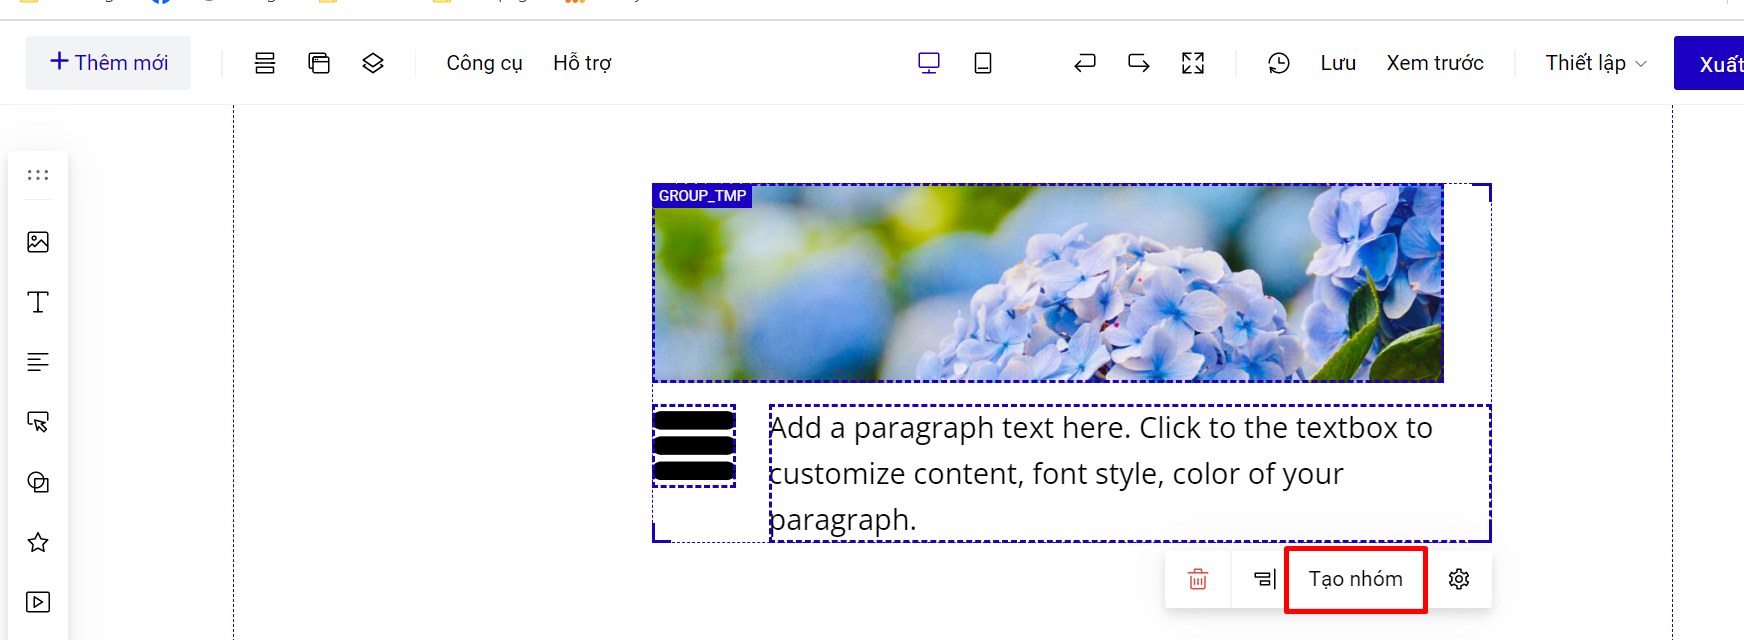 Thêm mới
Công cụ
Hỗ trợ
Lưu
Xem trước
Thiết lập
Xuất
GROUP_TMP
Add a paragraph text here. Click to the textbox to
customize content, font style, color of your
paragraph.
Tạo nhóm